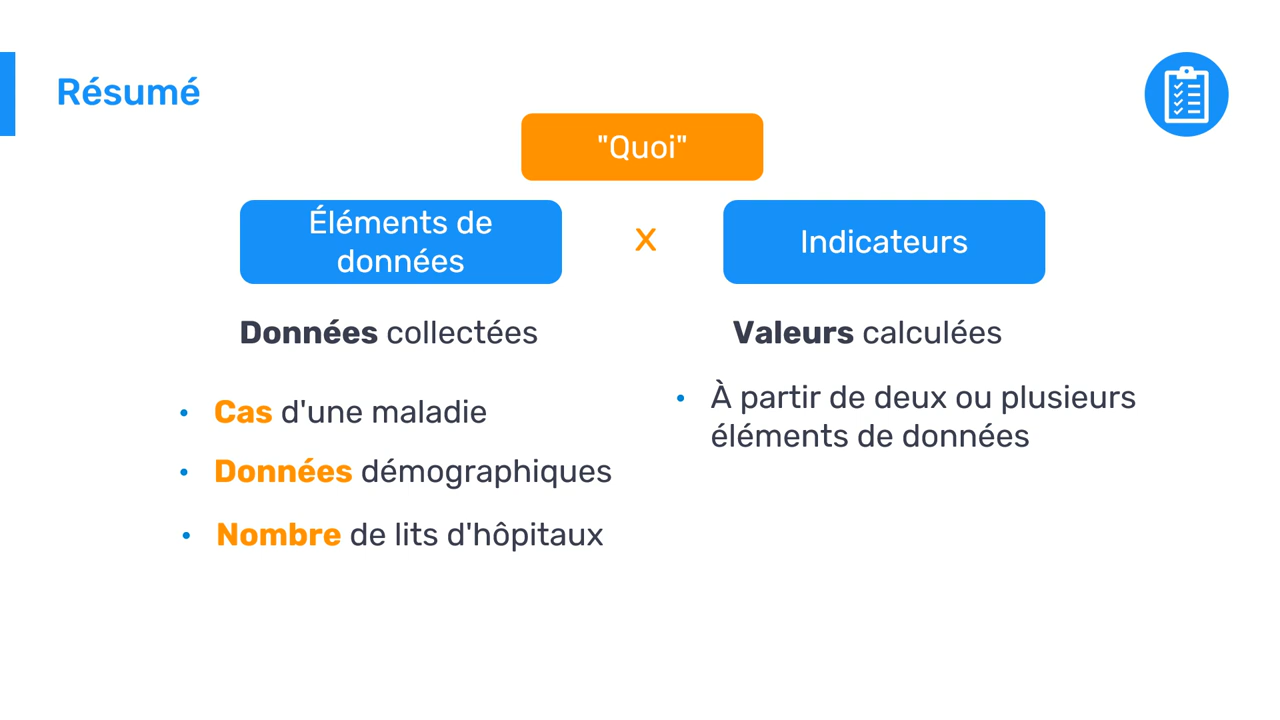 Résumé
"Quoi"
Éléments de
données
x
Indicateurs
Données collectées
• Cas d'une maladie
• Données démographiques
• Nombre de lits d'hôpitaux
Valeurs calculées
• À partir de deux ou plusieurs
éléments de données